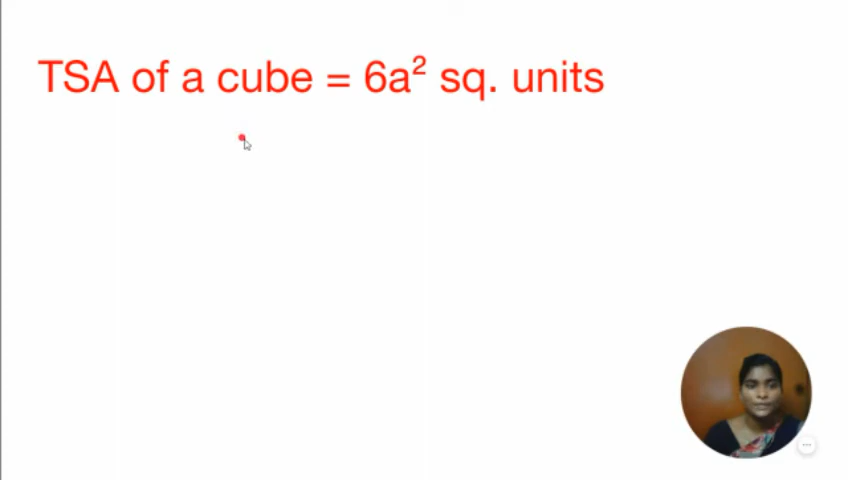 TSA of a cube = 6a² sq. units